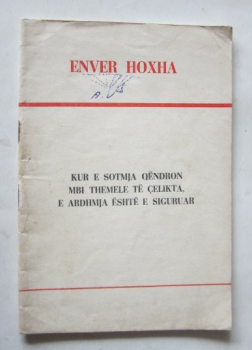 ENVER HOXHA
KUR E SOTMJA QËNDRON
MBI THEMELE TË ÇELIKTA,
E ARDHMJA ËSHTË E SIGURUAR